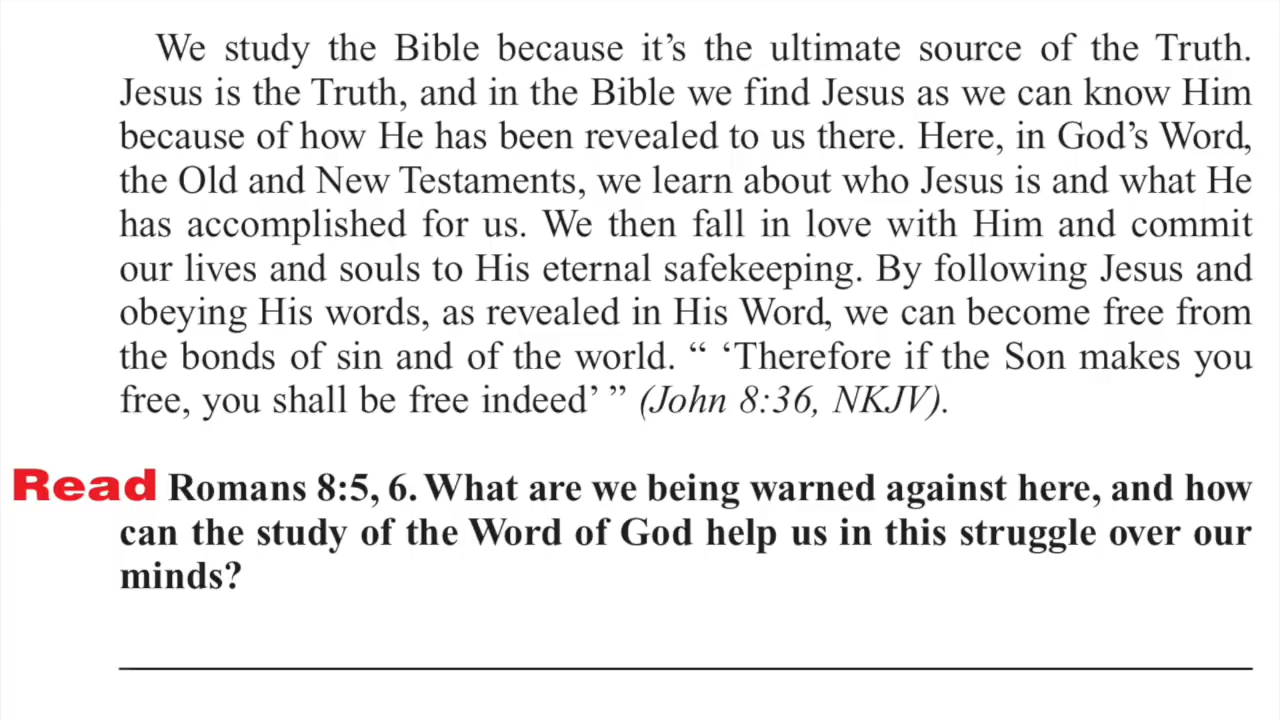 We study the Bible because it’s the ultimate source of the Truth.
Jesus is the Truth, and in the Bible we find Jesus as we can know Him
because of how He has been revealed to us there. Here, in God’s Word,
the Old and New Testaments, we learn about who Jesus is and what He
has accomplished for us. We then fall in love with Him and commit
our lives and souls to His eternal safekeeping. By following Jesus and
obeying His words, as revealed in His Word, we can become free from
the bonds of sin and of the world. “ ‘Therefore if the Son makes you
free, you shall be free indeed’ ” (John 8:36, NKJV).
Read Romans 8:5, 6. What are we being warned against here, and how
can the study of the Word of God help us in this struggle over our
minds?